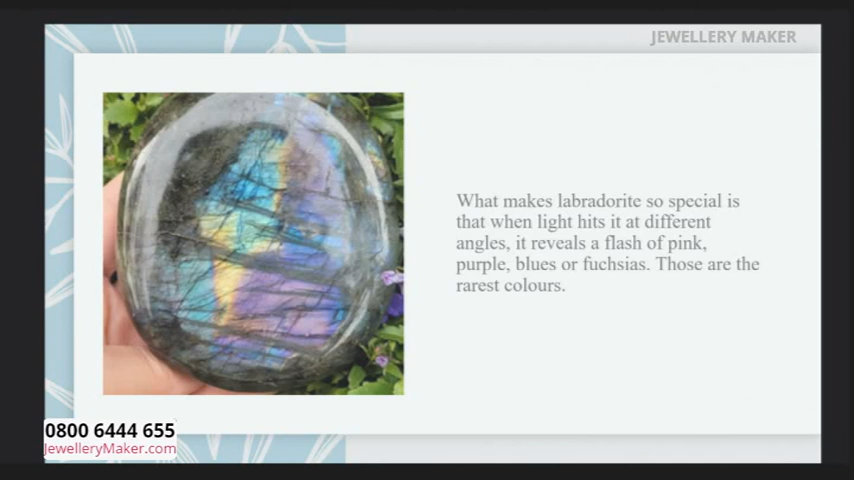 JEWELLERY MAKER
What makes labradorite so special is
that when light hits it at different
angles, it reveals a flash of pink,
purple, blues or fuchsias. Those are the
rarest colours.
0800 6444 655
JewelleryMaker.com